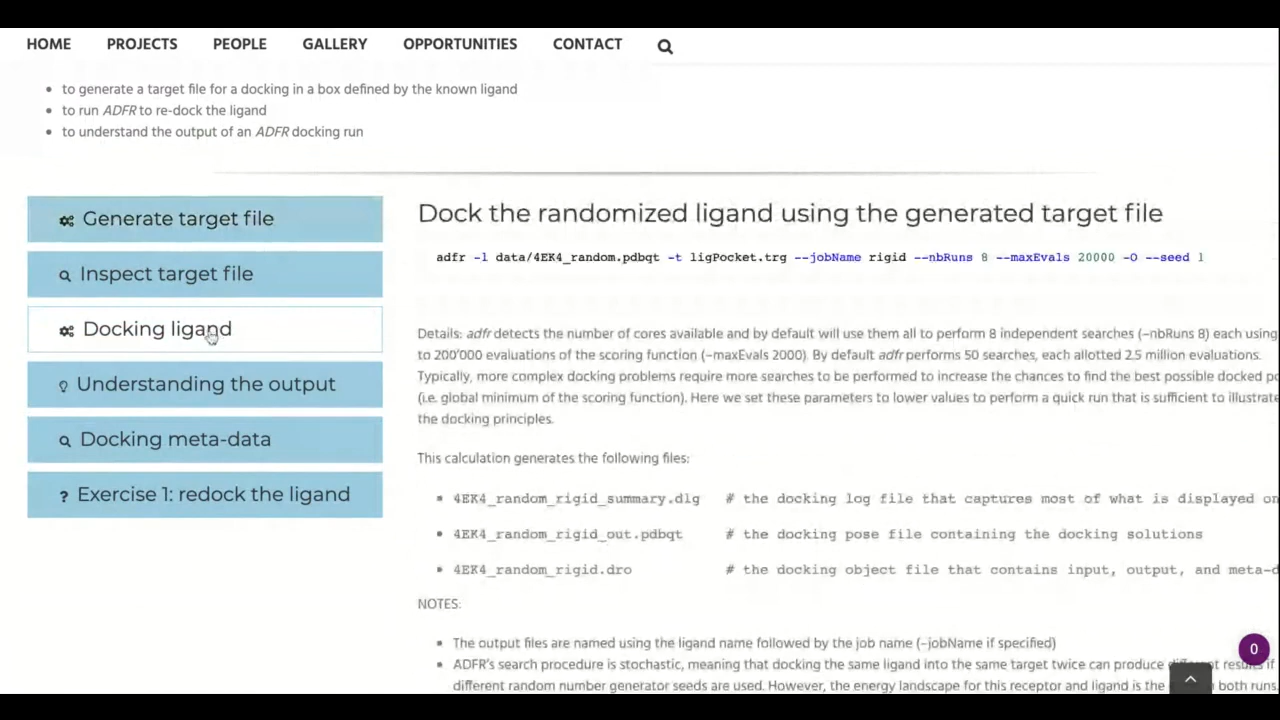 HOME PROJECTS PEOPLE GALLERY OPPORTUNITIES CONTACT
to generate a target file for a docking in a box defined by the known ligand
to run ADFR to re-dock the ligand
to understand the output of an ADFR docking run
Generate target file
Inspect target file
Docking ligand
Understanding the output
Docking meta-data
? Exercise 1: redock the ligand
Dock the randomized ligand using the generated target file
adfr -l data/4EK4_random.pdbqt -t ligPocket.trg --jobName rigid --nbRuns 8 --maxEvals 20000 -O --seed 1
Details: adfr detects the number of cores available and by default will use them all to perform 8 independent searches (–nbRuns 8) each using
to 200'000 evaluations of the scoring function (–maxEvals 2000). By default adfr performs 50 searches, each allotted 2.5 million evaluations.
Typically, more complex docking problems require more searches to be performed to increase the chances to find the best possible docked
(i.e. global minimum of the scoring function). Here we set these parameters to lower values to perform a quick run that is sufficient to illustrate
the docking principles.
This calculation generates the following files:
4EK4_random_rigid_summary.dlg # the docking log file that captures most of what is displayed
4EK4_random_rigid_out.pdbqt # the docking pose file containing the docking solutions
4EK4_random_rigid.dro # the docking object file that contains input, output, and
NOTES:
The output files are named using the ligand name followed by the job name (–jobName if specified)
ADFR's search procedure is stochastic, meaning that docking the same ligand into the same target twice can produce different results if
different random number generator seeds are used. However, the energy landscape for this receptor and ligand is the both runs.
0